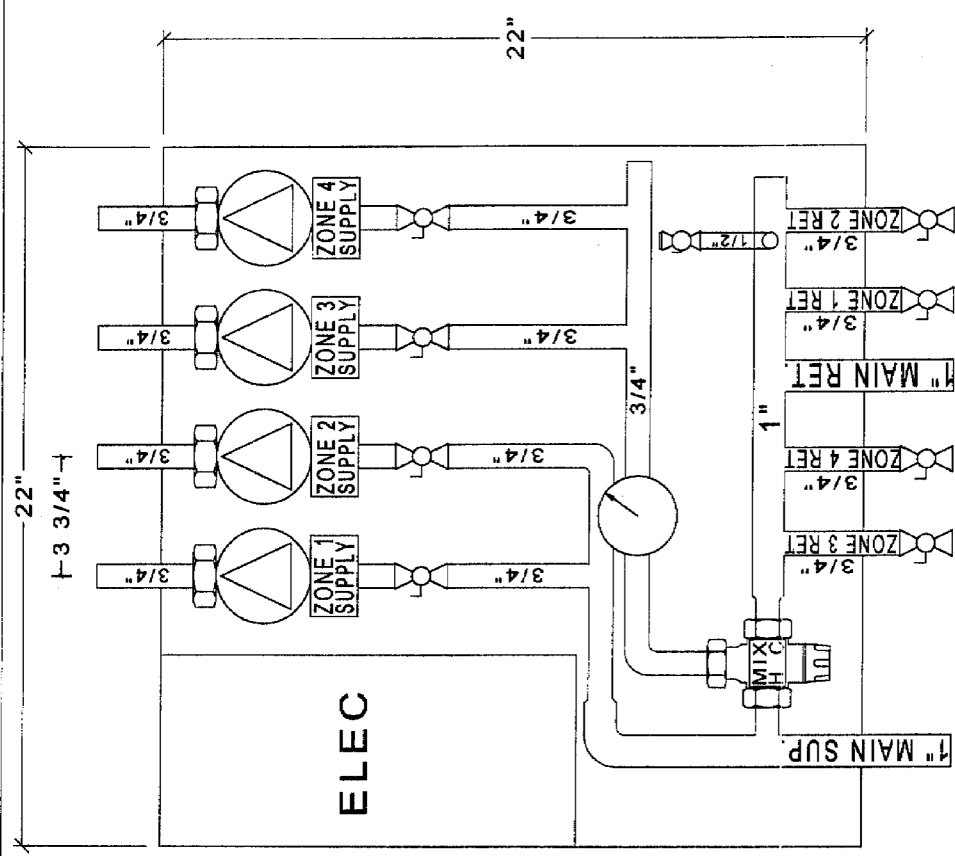 22"
22"
3 3/4"
3/4"
3/4"
3/4"
3/4"
ZONE 1
SUPPLY
ZONE 2
SUPPLY
ZONE 3
SUPPLY
ZONE 4
SUPPLY
3/4"
3/4"
3/4"
3/4"
ELEC
3/4"
1/2"
1"
MIX
H C
1" MAIN SUP.
ZONE 3 RET
3/4"
ZONE 4 RET
3/4"
1" MAIN RET.
ZONE 1 RET
3/4"
ZONE 2 RET
3/4"